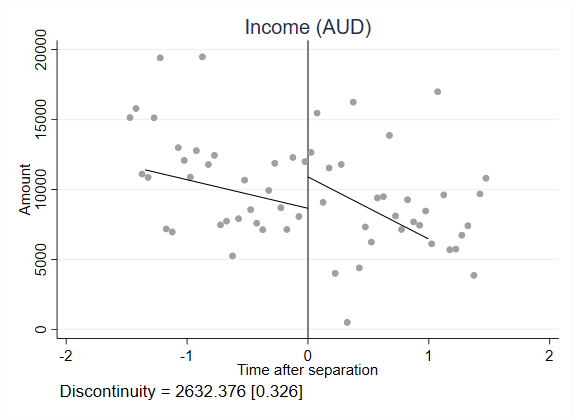 Income (AUD)
20000
15000
10000
5000
0
Amount
-2
-1
0
1
2
Time after separation
Discontinuity = 2632.376 [0.326]